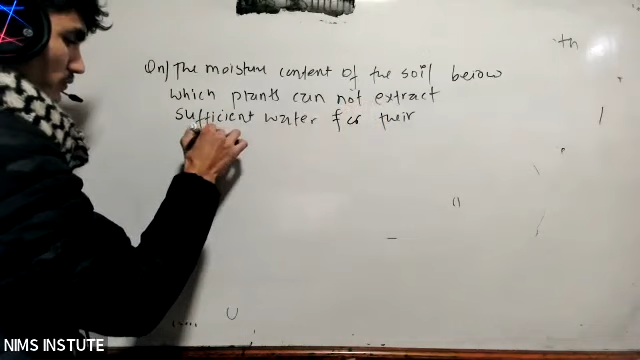 th
Qn) The moisture content of the soil below
which plants can not extract
sufficient water for their
NIMS INSTUTE